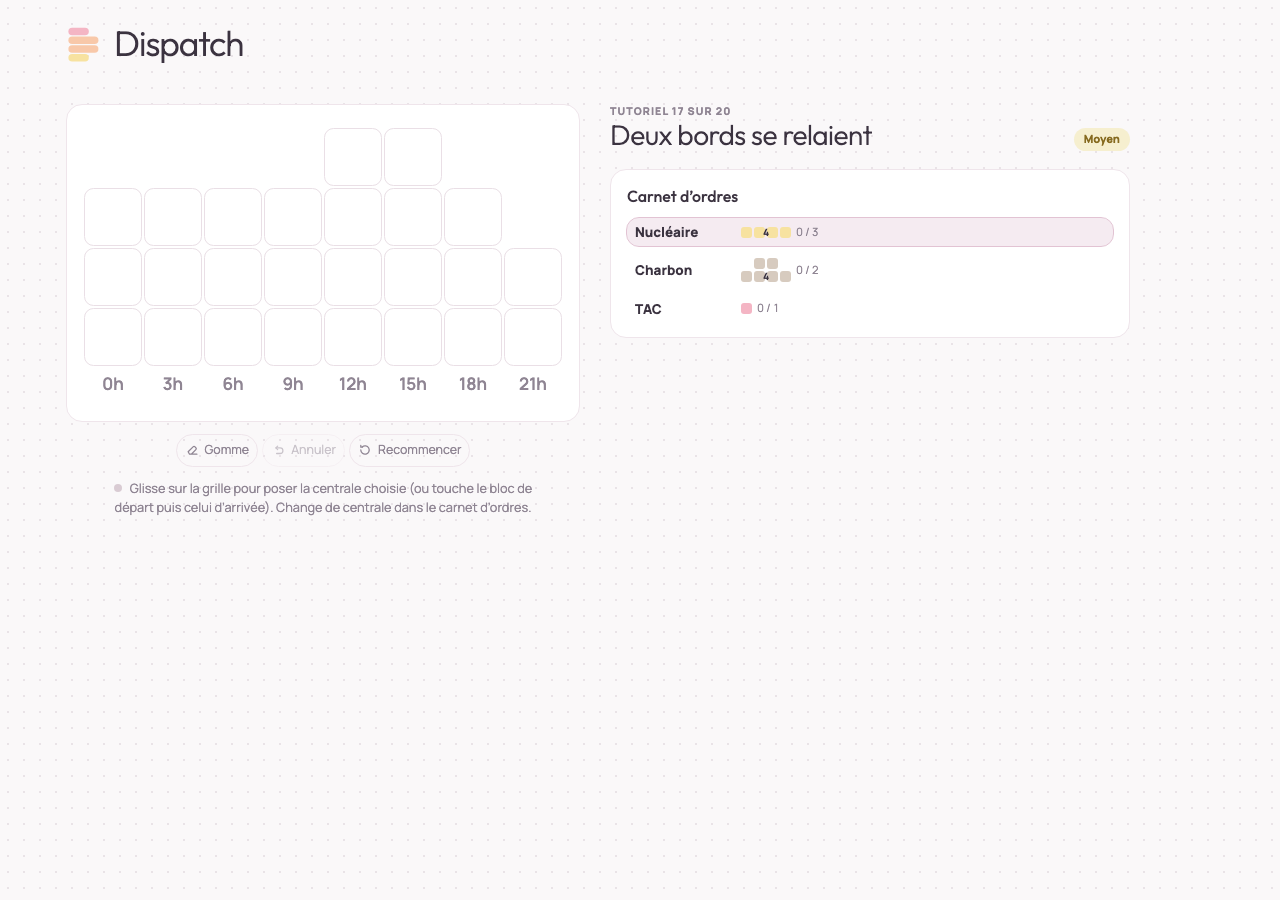 Dispatch
TUTORIEL 17 SUR 20
Deux bords se relaient
Moyen
Carnet d’ordres
Nucléaire 4 0 / 3
Charbon 4 0 / 2
TAC 0 / 1
0h 3h 6h 9h 12h 15h 18h 21h
Gomme Annuler Recommencer
Glisse sur la grille pour poser la centrale choisie (ou touche le bloc de
départ puis celui d'arrivée). Change de centrale dans le carnet d'ordres.